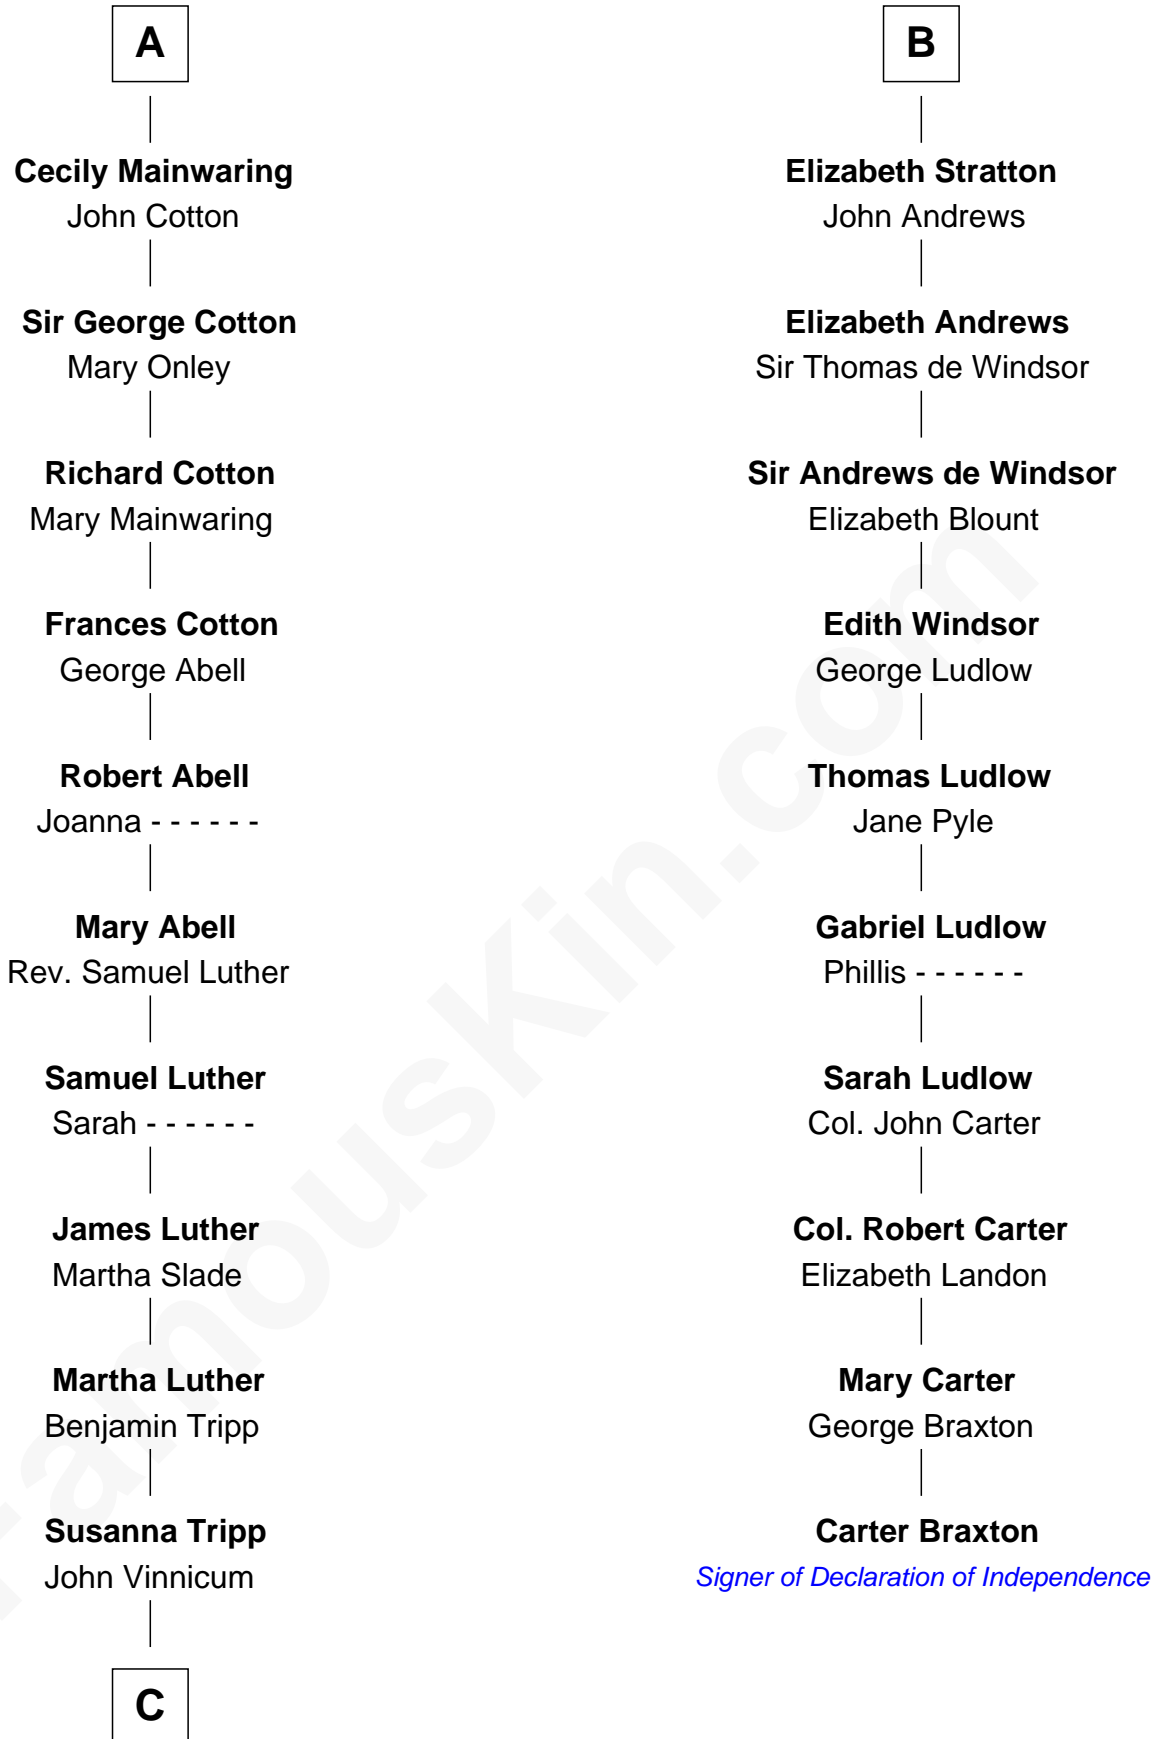 A
Cecily Mainwaring
John Cotton
Sir George Cotton
Mary Onley
Richard Cotton
Mary Mainwaring
Frances Cotton
George Abell
Robert Abell
Joanna - - - - - -
Mary Abell
Rev. Samuel Luther
Samuel Luther
Sarah - - - - - -
James Luther
Martha Slade
Martha Luther
Benjamin Tripp
Susanna Tripp
John Vinnicum
C
B
Elizabeth Stratton
John Andrews
Elizabeth Andrews
Sir Thomas de Windsor
Sir Andrews de Windsor
Elizabeth Blount
Edith Windsor
George Ludlow
Thomas Ludlow
Jane Pyle
Gabriel Ludlow
Phillis - - - - - -
Sarah Ludlow
Col. John Carter
Col. Robert Carter
Elizabeth Landon
Mary Carter
George Braxton
Carter Braxton
Signer of Declaration of Independence
FamousKin.com